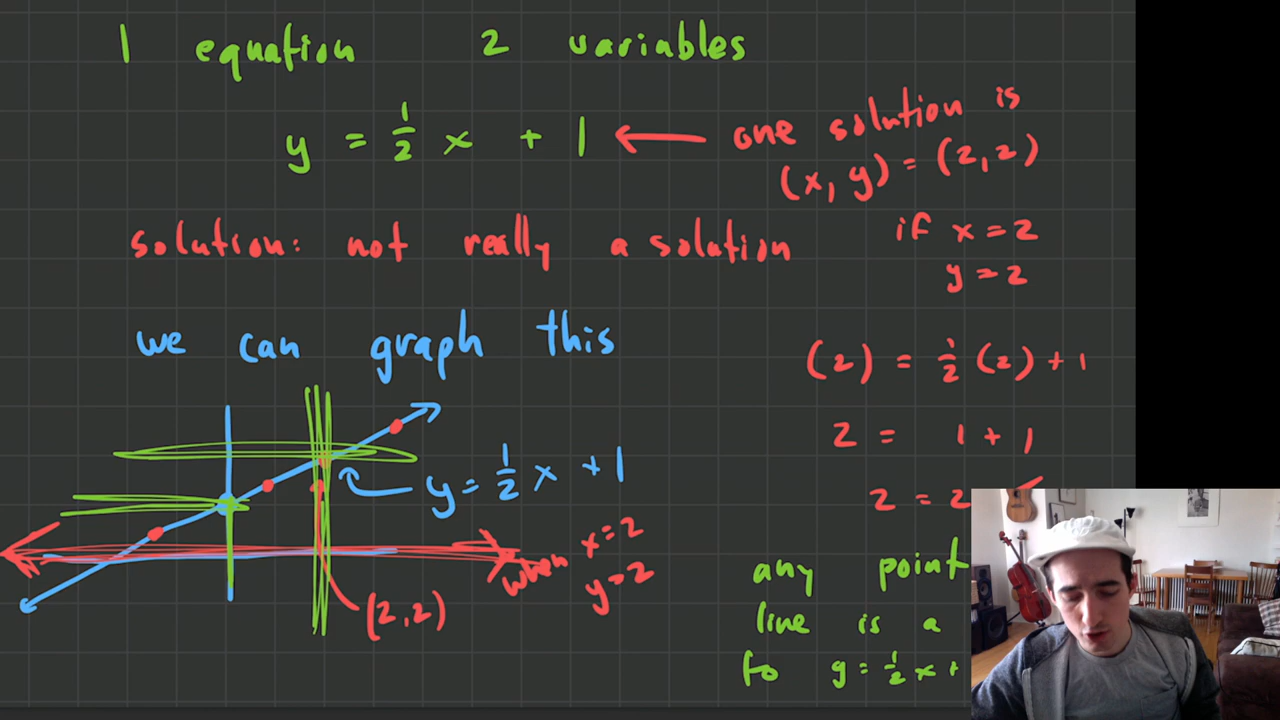 1 equation 2 variables
y = 1/2 x + 1 ← one solution is
(x, y) = (2, 2)
solution: not really a solution
if x = 2
y = 2
we can graph this
(2) = 1/2 (2) + 1
2 = 1 + 1
2 = 2
y = 1/2 x + 1
when x = 2
y = 2
(2, 2)
any point
line is a
to y = 1/2 x +